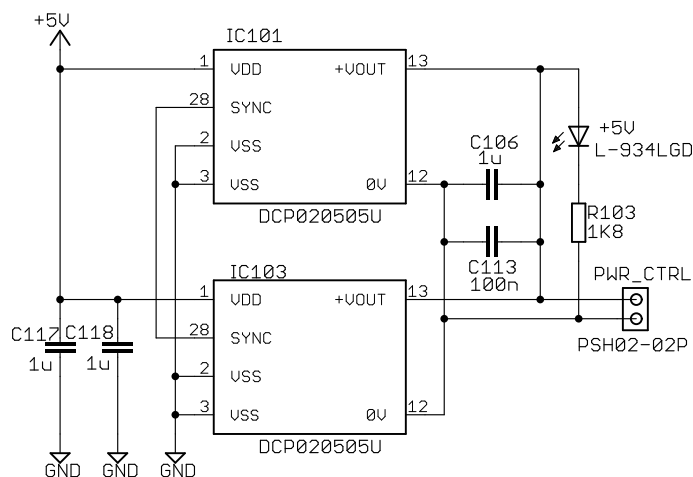 +5V
IC101
1 VDD +VOUT 13
28 SYNC
2 VSS
3 VSS 0V 12
DCP020505U
C106
1u
+5V
L-934LGD
R103
1K8
C113
100n
IC103
1 VDD +VOUT 13
28 SYNC
2 VSS
3 VSS 0V 12
DCP020505U
PWR_CTRL
PSH02-02P
C117
1u
C118
1u
GND
GND
GND